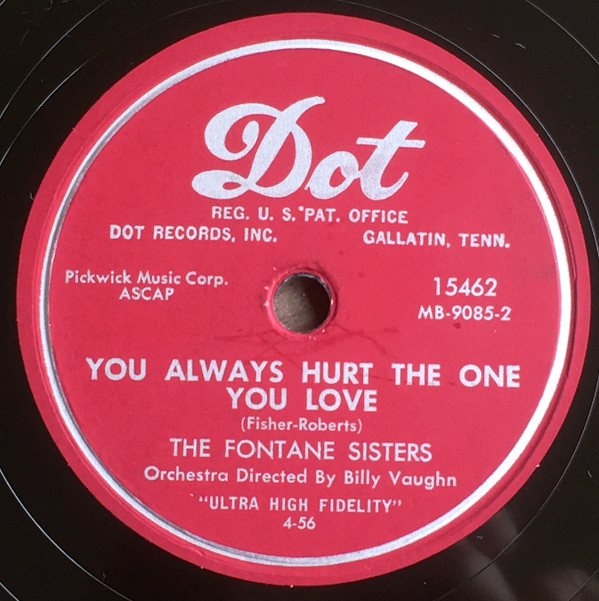 Dot
REG. U. S. PAT. OFFICE
DOT RECORDS, INC. GALLATIN, TENN.
Pickwick Music Corp.
ASCAP
15462
MB-9085-2
YOU ALWAYS HURT THE ONE
YOU LOVE
(Fisher-Roberts)
THE FONTANE SISTERS
Orchestra Directed By Billy Vaughn
"ULTRA HIGH FIDELITY"
4-56